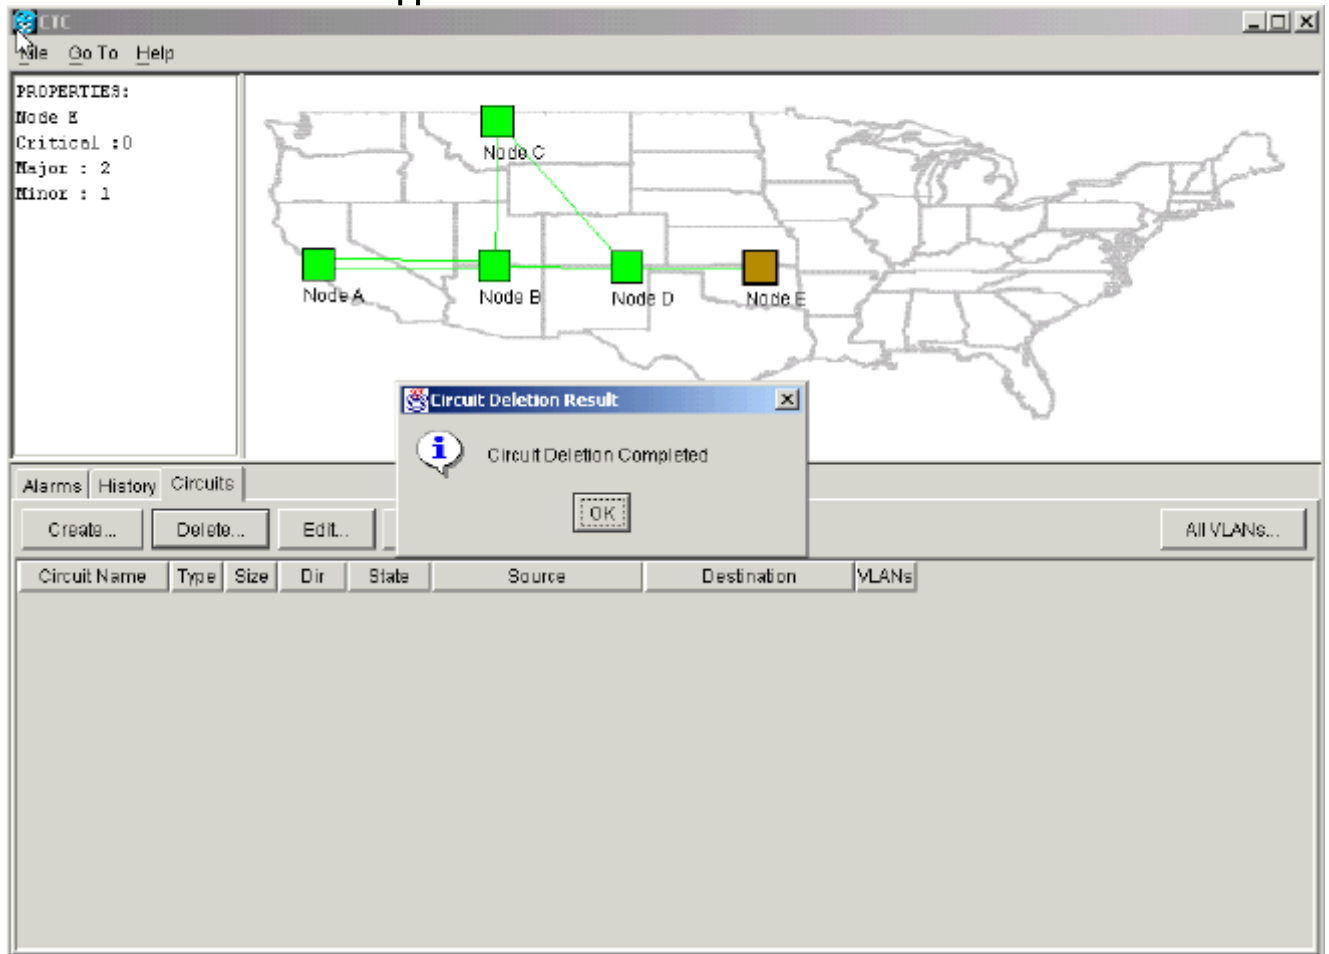 CTC
File Go To Help
PROPERTIES:
Node E
Critical :0
Major : 2
Minor : 1
Node C
Node A
Node B
Node D
Node E
Circuit Deletion Result
Circuit Deletion Completed
OK
Alarms History Circuits
Create... Delete... Edit... All VLANs...
Circuit Name Type Size Dir State Source Destination VLANs